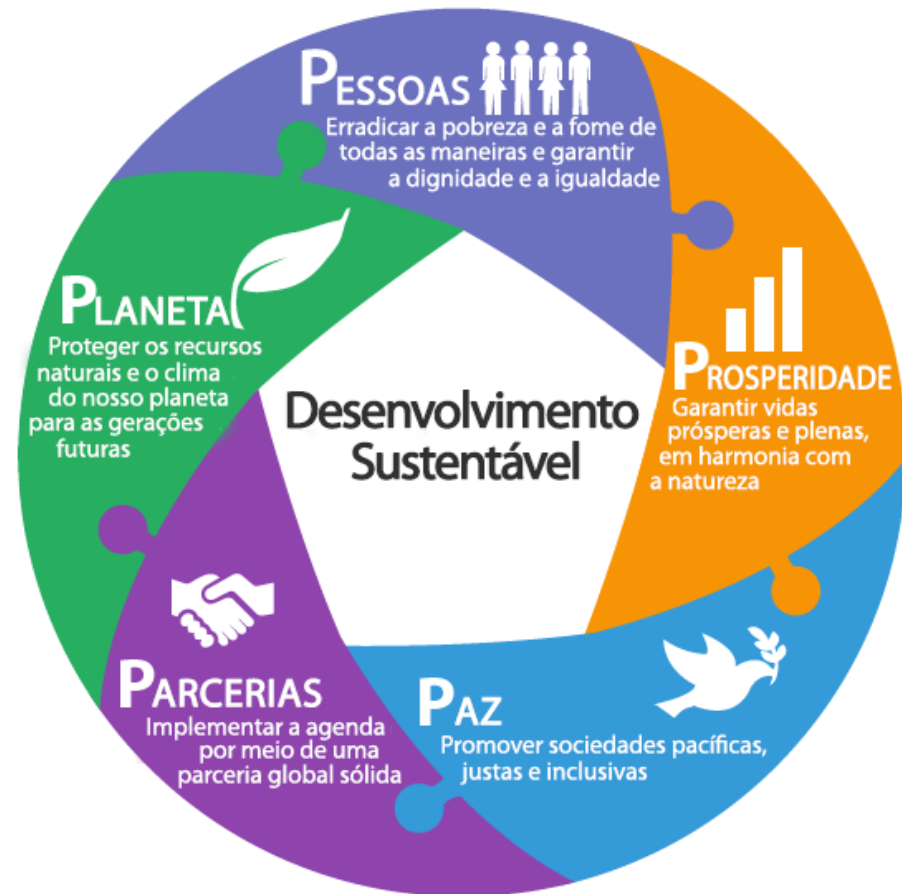 PESSOAS
Erradicar a pobreza e a fome de
todas as maneiras e garantir
a dignidade e a igualdade
PROSPERIDADE
Garantir vidas
prósperas e plenas,
em harmonia com
a natureza
PAZ
Promover sociedades pacíficas,
justas e inclusivas
PARCERIAS
Implementar a agenda
por meio de uma
parceria global sólida
PLANETA
Proteger os recursos
naturais e o clima
do nosso planeta
para as gerações
futuras
Desenvolvimento
Sustentável